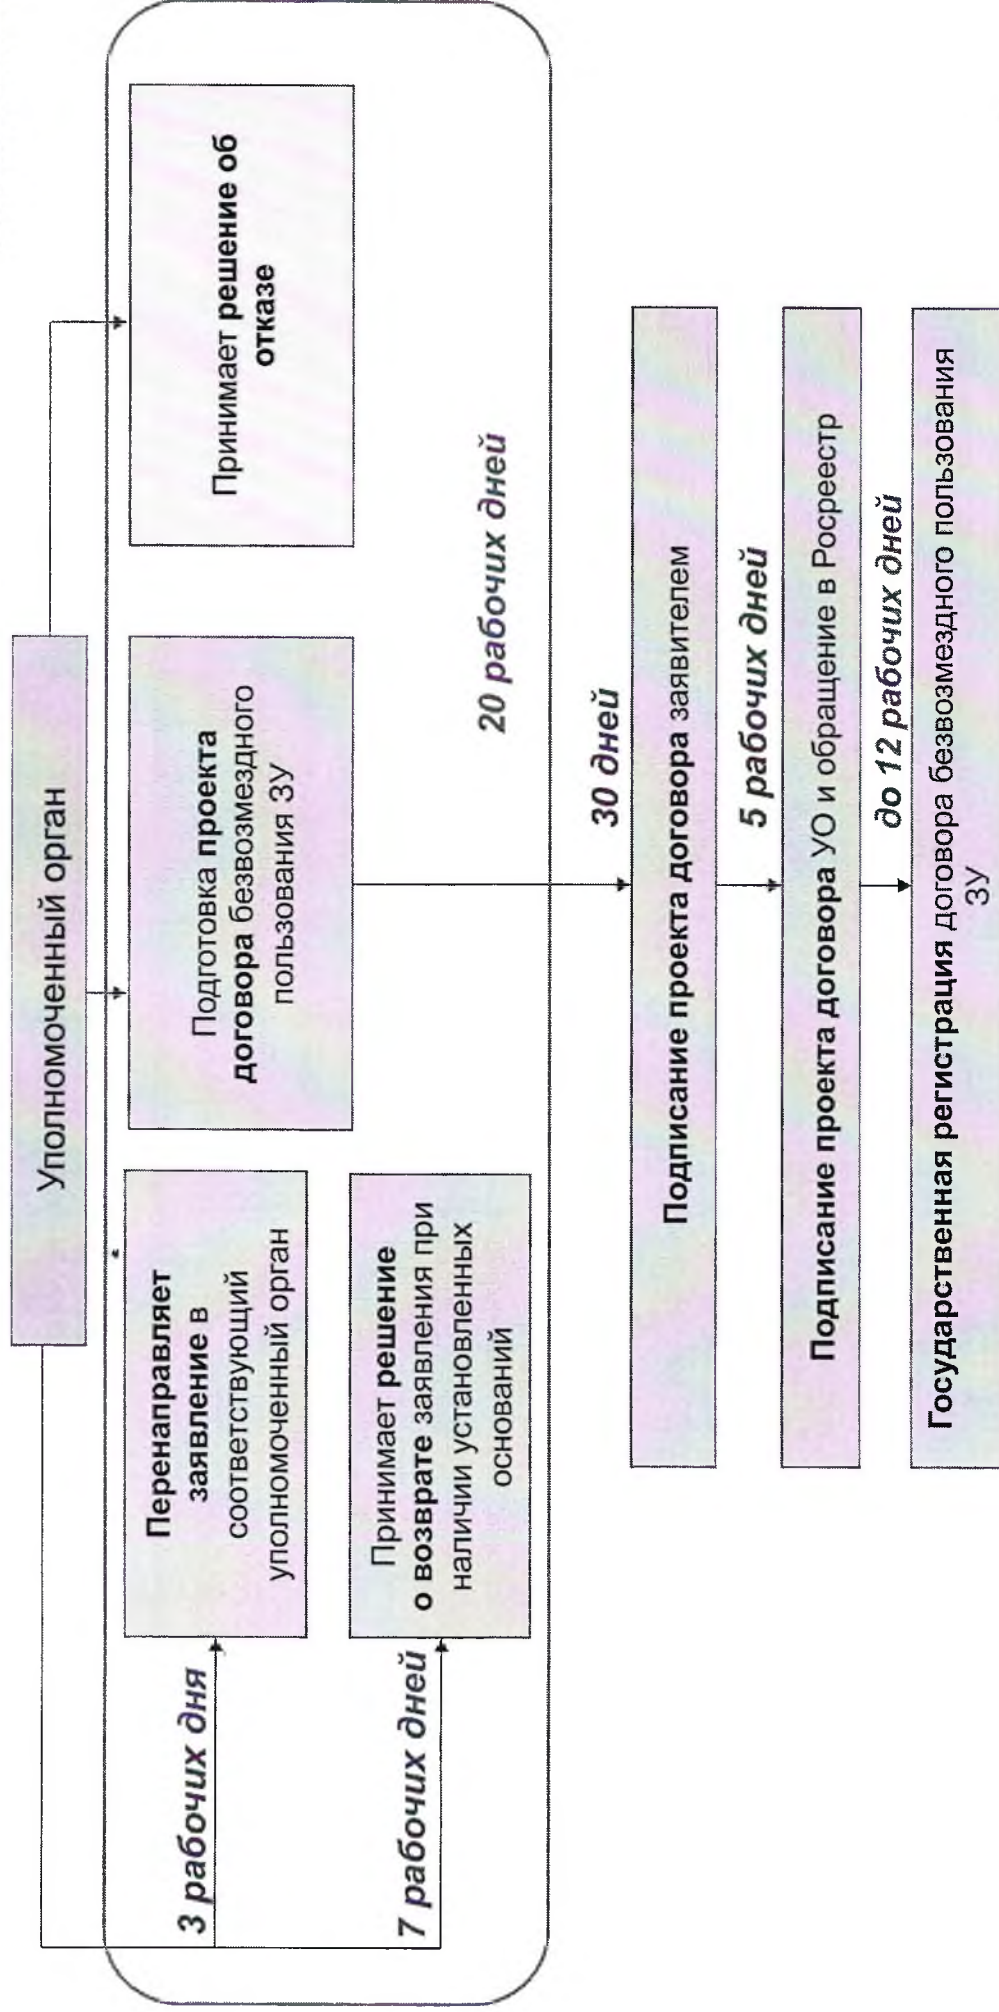 Уполномоченный орган
3 рабочих дня
Перенаправляет
заявление в
соответствующий
уполномоченный орган
7 рабочих дней
Принимает решение
о возврате заявления при
наличии установленных
оснований
Подготовка проекта
договора безвозмездного
пользования ЗУ
Принимает решение об
отказе
20 рабочих дней
30 дней
Подписание проекта договора заявителем
5 рабочих дней
Подписание проекта договора УО и обращение в Росреестр
до 12 рабочих дней
Государственная регистрация договора безвозмездного пользования
ЗУ